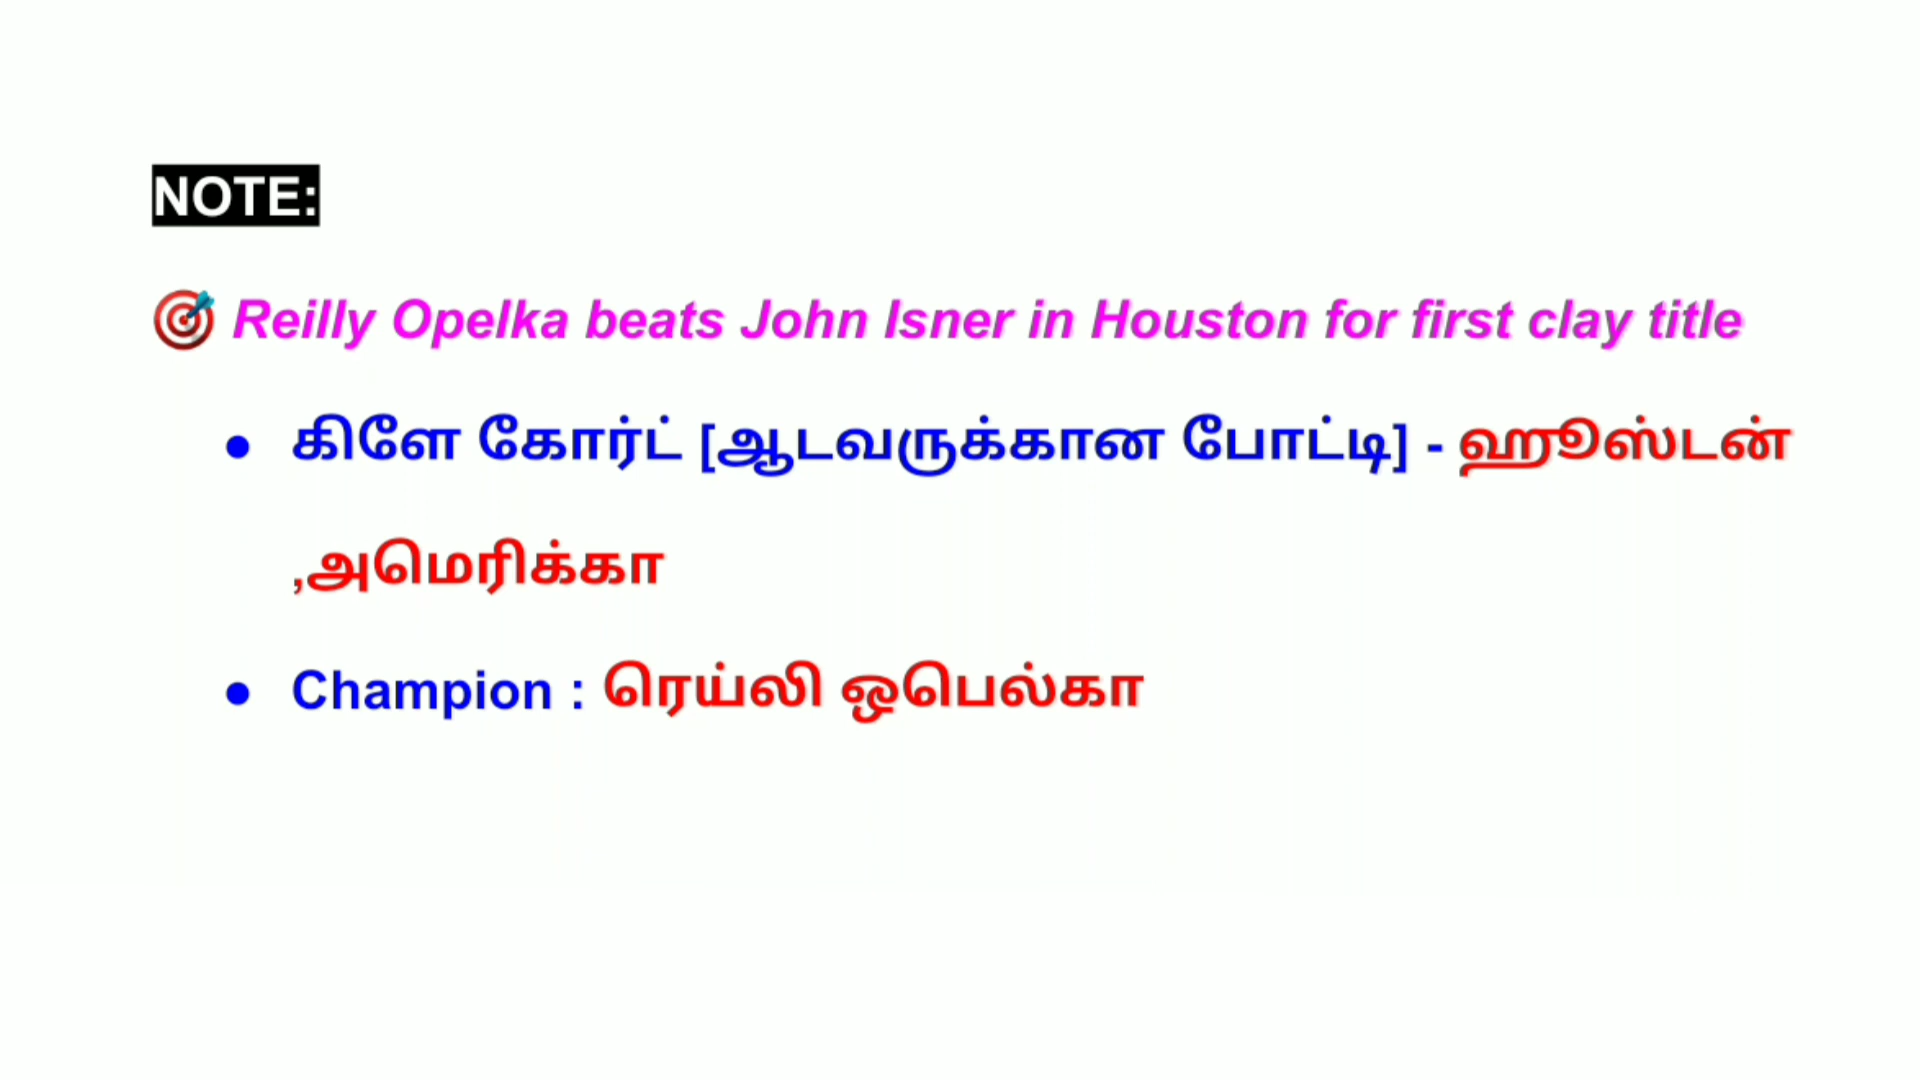 NOTE:
🎯 Reilly Opelka beats John Isner in Houston for first clay title
● கிளே கோர்ட் [ஆடவருக்கான போட்டி] - ஹூஸ்டன்
,அமெரிக்கா
● Champion : ரெய்லி ஒபெல்கா